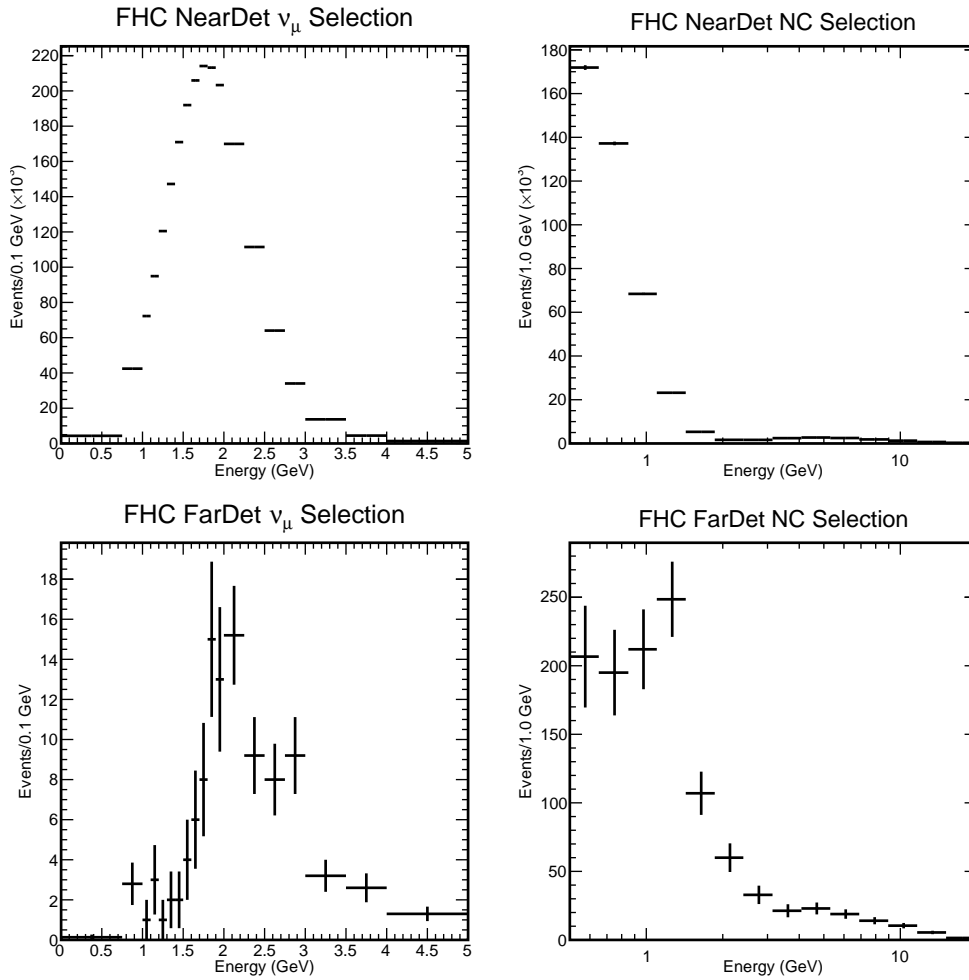 FHC NearDet νμ Selection
Events/0.1 GeV (×10³)
220
200
180
160
140
120
100
80
60
40
20
0
0 0.5 1 1.5 2 2.5 3 3.5 4 4.5 5
Energy (GeV)
FHC NearDet NC Selection
Events/1.0 GeV (×10³)
180
160
140
120
100
80
60
40
20
0
1 10
Energy (GeV)
FHC FarDet νμ Selection
Events/0.1 GeV
18
16
14
12
10
8
6
4
2
0
0 0.5 1 1.5 2 2.5 3 3.5 4 4.5 5
Energy (GeV)
FHC FarDet NC Selection
Events/1.0 GeV
250
200
150
100
50
0
1 10
Energy (GeV)